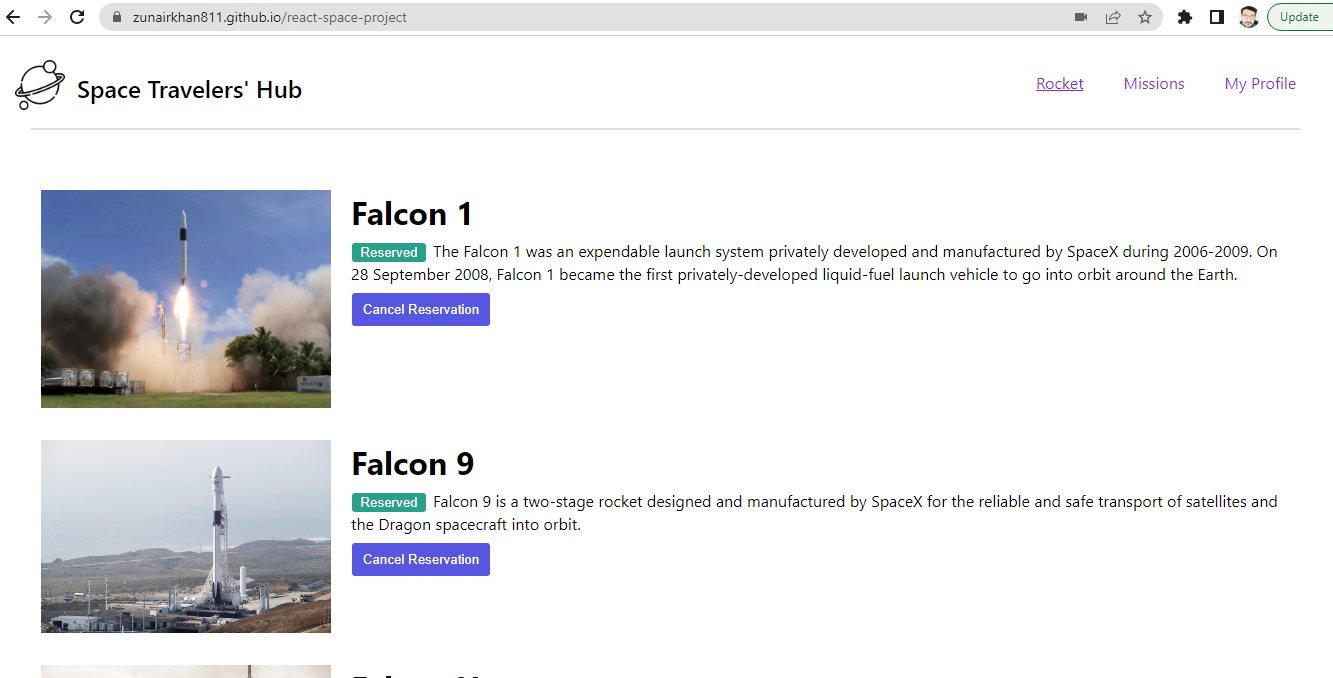 zunairkhan811.github.io/react-space-project
Update
Space Travelers' Hub
Rocket Missions My Profile
Falcon 1
Reserved The Falcon 1 was an expendable launch system privately developed and manufactured by SpaceX during 2006-2009. On
28 September 2008, Falcon 1 became the first privately-developed liquid-fuel launch vehicle to go into orbit around the Earth.
Cancel Reservation
Falcon 9
Reserved Falcon 9 is a two-stage rocket designed and manufactured by SpaceX for the reliable and safe transport of satellites and
the Dragon spacecraft into orbit.
Cancel Reservation